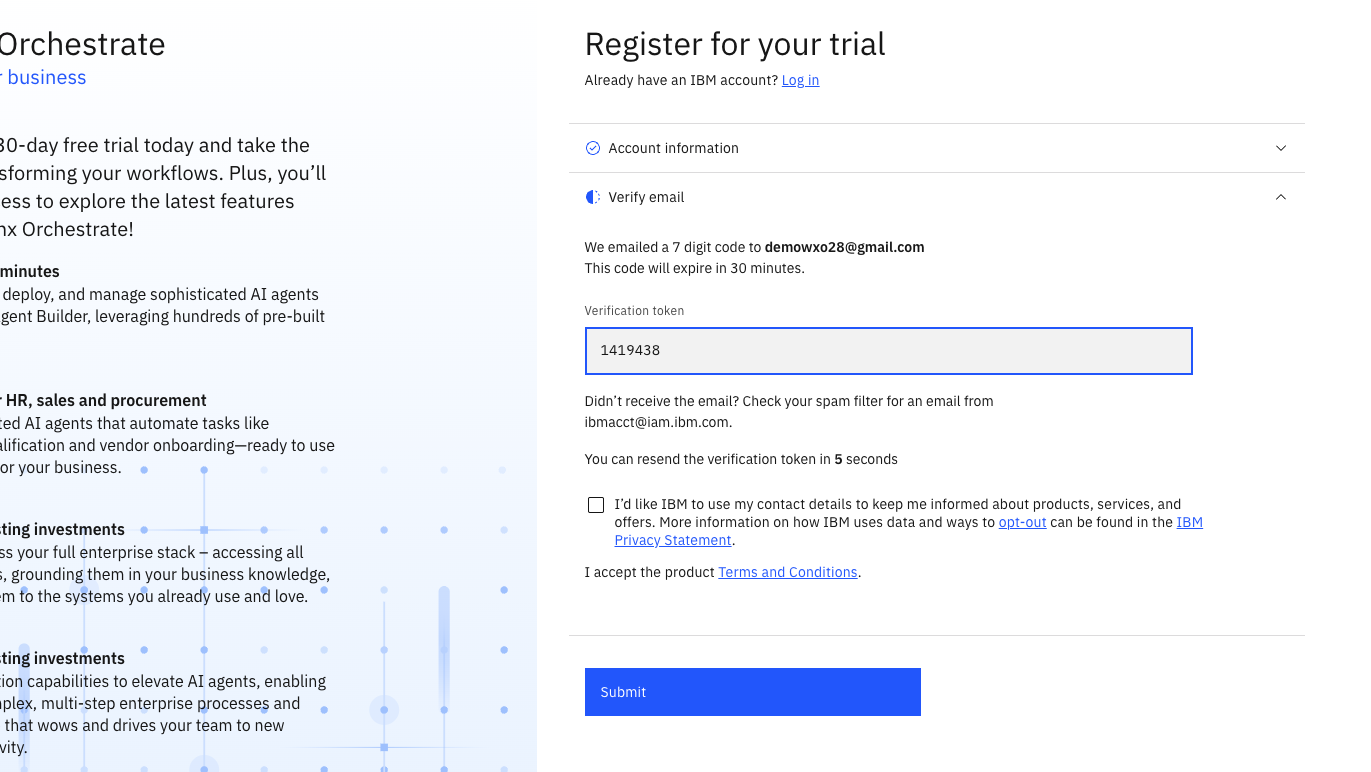 Orchestrate
business
30-day free trial today and take the
sforming your workflows. Plus, you’ll
ess to explore the latest features
nx Orchestrate!
minutes
deploy, and manage sophisticated AI agents
gent Builder, leveraging hundreds of pre-built
r HR, sales and procurement
ted AI agents that automate tasks like
alification and vendor onboarding—ready to use
or your business.
sting investments
ss your full enterprise stack – accessing all
s, grounding them in your business knowledge,
em to the systems you already use and love.
sting investments
tion capabilities to elevate AI agents, enabling
mplex, multi-step enterprise processes and
that wows and drives your team to new
vity.
Register for your trial
Already have an IBM account? Log in
Account information
Verify email
We emailed a 7 digit code to demowxo28@gmail.com
This code will expire in 30 minutes.
Verification token
1419438
Didn’t receive the email? Check your spam filter for an email from
ibmacct@iam.ibm.com.
You can resend the verification token in 5 seconds
I’d like IBM to use my contact details to keep me informed about products, services, and
offers. More information on how IBM uses data and ways to opt-out can be found in the IBM
Privacy Statement.
I accept the product Terms and Conditions.
Submit